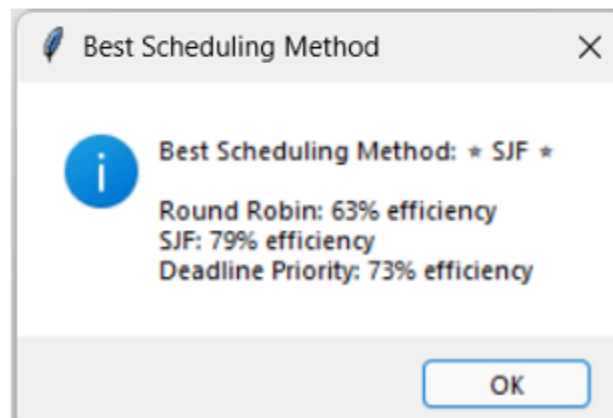 Best Scheduling Method
Best Scheduling Method: ★ SJF ★
Round Robin: 63% efficiency
SJF: 79% efficiency
Deadline Priority: 73% efficiency
OK